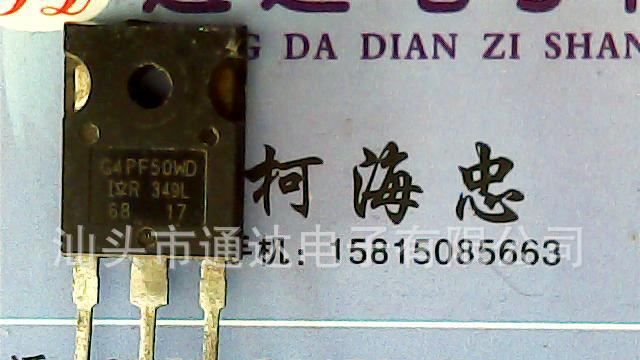 G DA DIAN ZI SHAN
柯海忠
G4PF50WD
IOR 349L
68 17
手机：15815085663
汕头市通达电子有限公司